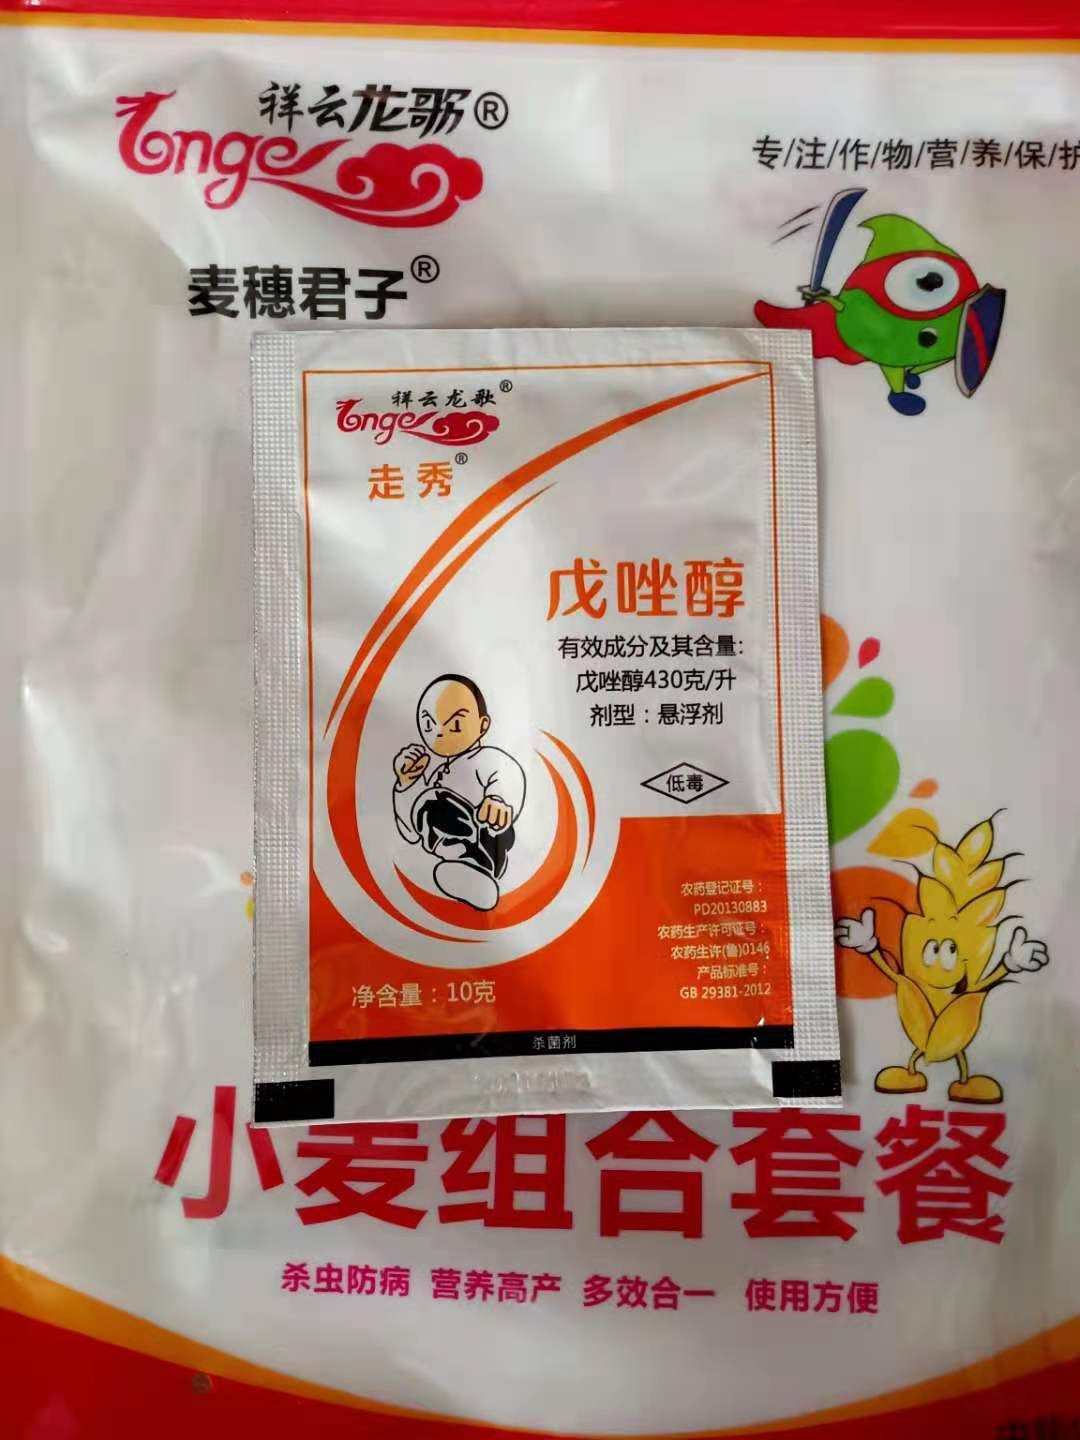 祥云龙歌®
Longe
专/注/作/物/营/养/保/护
麦穗君子®
祥云龙歌®
Longe
走秀®
戊唑醇
有效成分及其含量:
戊唑醇430克/升
剂型：悬浮剂
低毒
农药登记证号：
PD20130883
农药生产许可证号：
农药生许(鲁)0146
产品标准号：
GB 29381-2012
净含量：10克
杀菌剂
小麦组合套餐
杀虫防病 营养高产 多效合一 使用方便